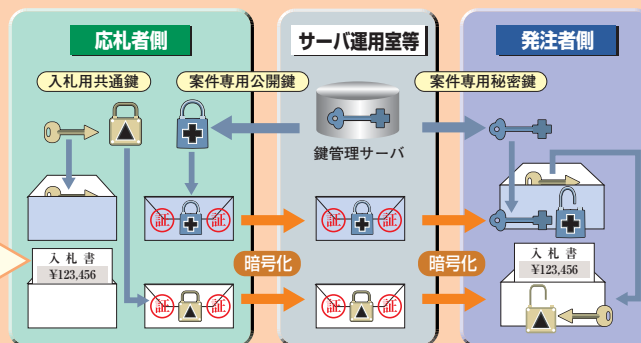 応札者側
サーバ運用室等
発注者側
入札用共通鍵
案件専用公開鍵
案件専用秘密鍵
鍵管理サーバ
証 証
証 証
入札書
¥123,456
暗号化
暗号化
入札書
¥123,456
証 証
証 証